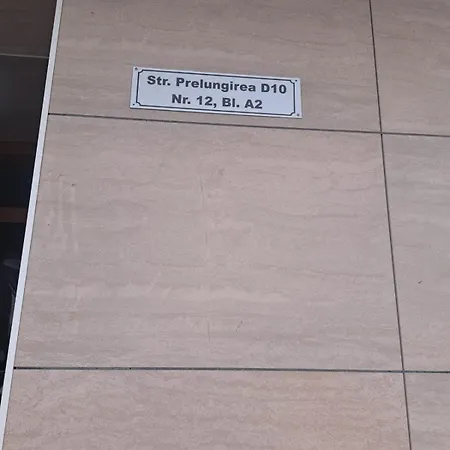 Str. Prelungirea D10
Nr. 12, Bl. A2